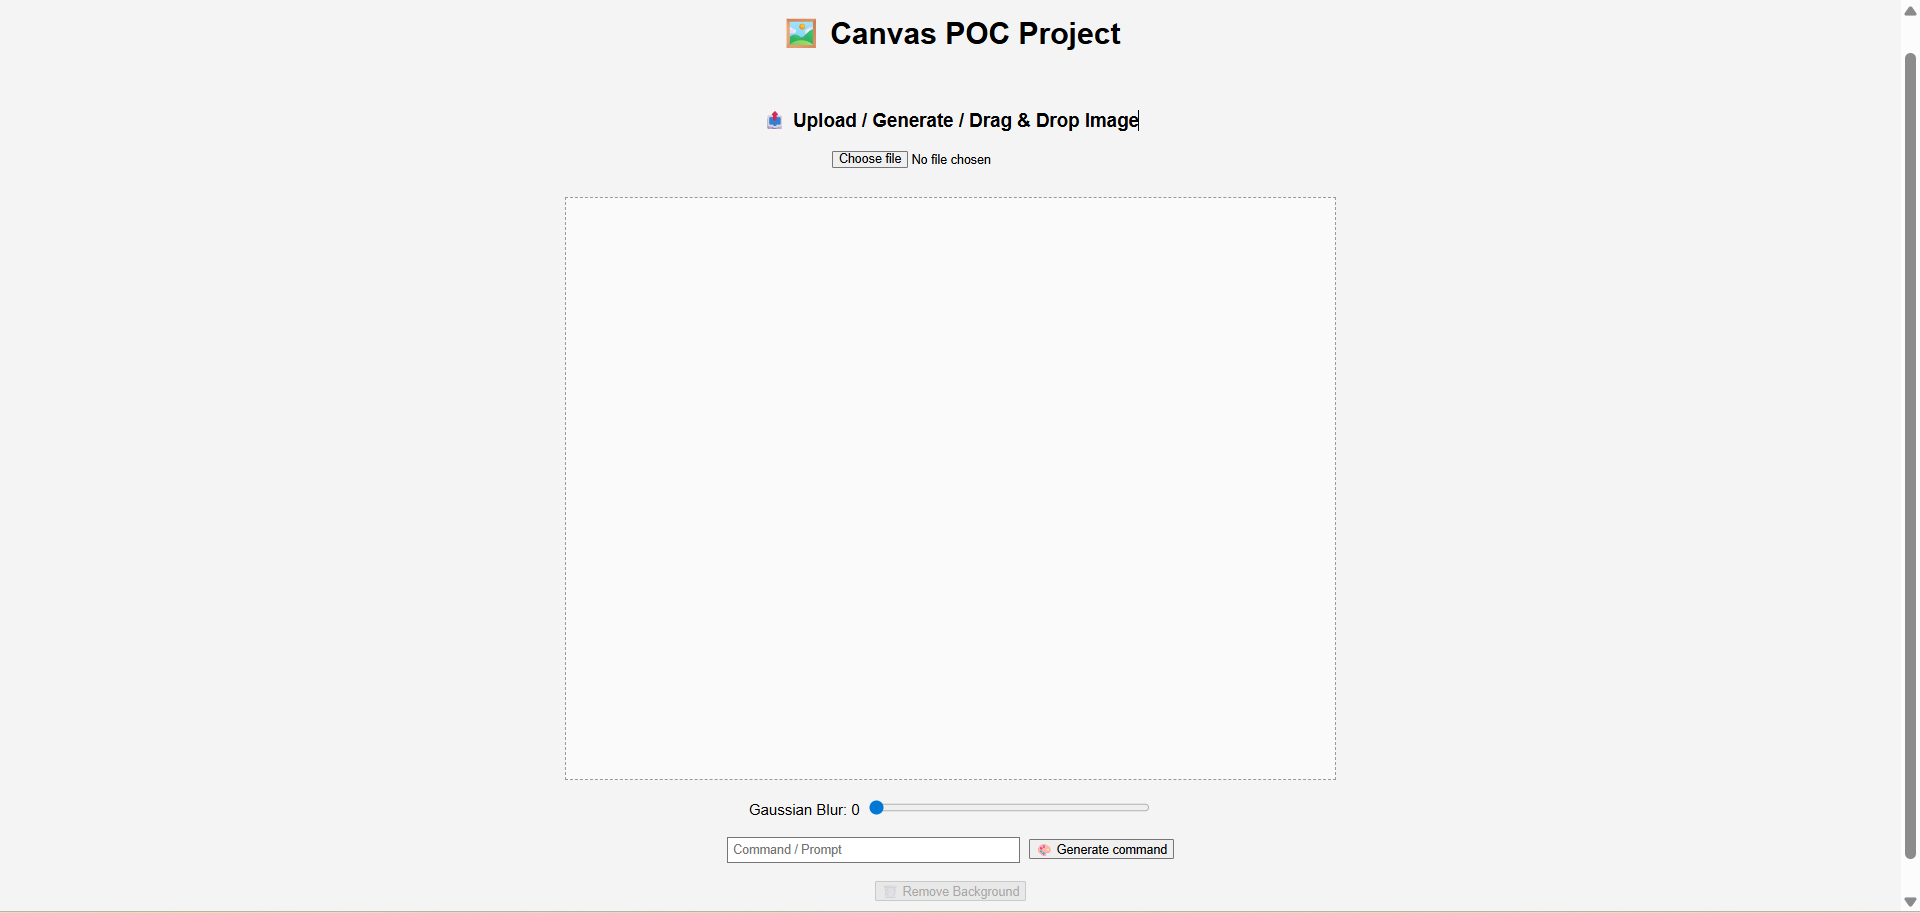 Canvas POC Project
Upload / Generate / Drag & Drop Image
Choose file No file chosen
Gaussian Blur: 0
Command / Prompt
Generate command
Remove Background